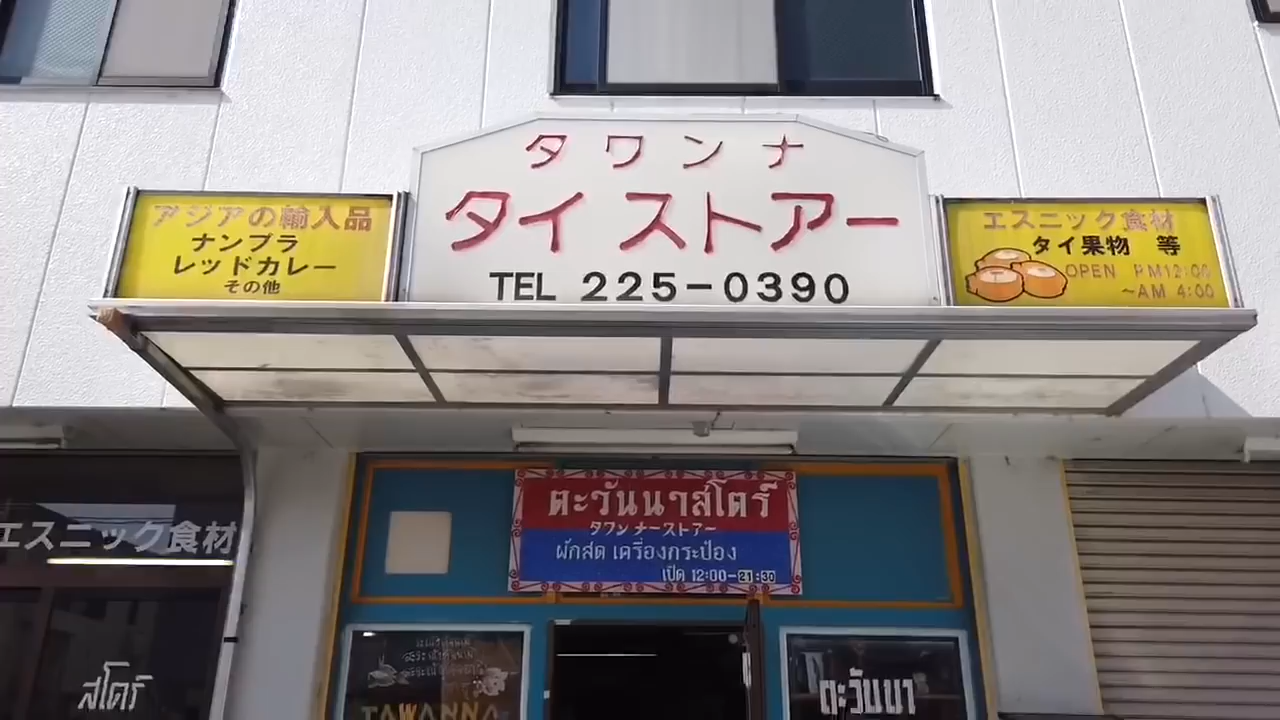 タワンナ
タイ ストアー
TEL 225-0390
アジアの輸入品
ナンプラ
レッドカレー
その他
エスニック食材
タイ果物 等
OPEN PM12:00
~AM 4:00
ตะวันนาสโตร์
タワンナーストアー
ผักสด เครื่องกระป๋อง
เปิด 12:00-21:30
エスニック食材
สโตร์
TAWANNA
ตะวันนา